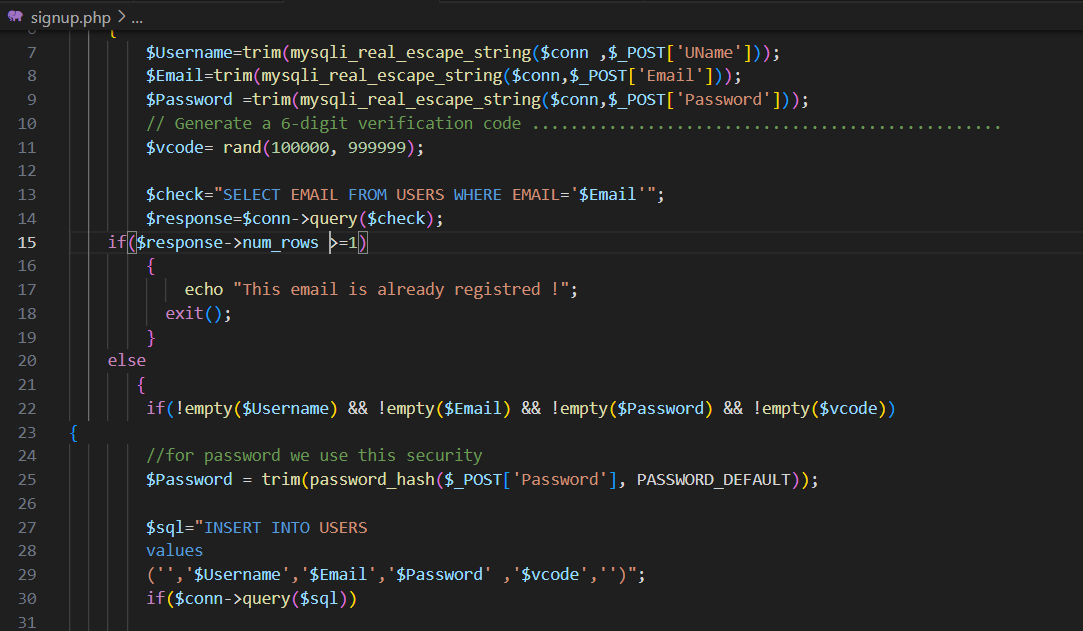 signup.php > ...
6 {
7 $Username=trim(mysqli_real_escape_string($conn ,$_POST['UName']));
8 $Email=trim(mysqli_real_escape_string($conn,$_POST['Email']));
9 $Password =trim(mysqli_real_escape_string($conn,$_POST['Password']));
10 // Generate a 6-digit verification code .................................................
11 $vcode= rand(100000, 999999);
12
13 $check="SELECT EMAIL FROM USERS WHERE EMAIL='$Email'";
14 $response=$conn->query($check);
15 if($response->num_rows >=1)
16 {
17 echo "This email is already registred !";
18 exit();
19 }
20 else
21 {
22 if(!empty($Username) && !empty($Email) && !empty($Password) && !empty($vcode))
23 {
24 //for password we use this security
25 $Password = trim(password_hash($_POST['Password'], PASSWORD_DEFAULT));
26
27 $sql="INSERT INTO USERS
28 values
29 ('','$Username','$Email','$Password' ,'$vcode','')";
30 if($conn->query($sql))
31